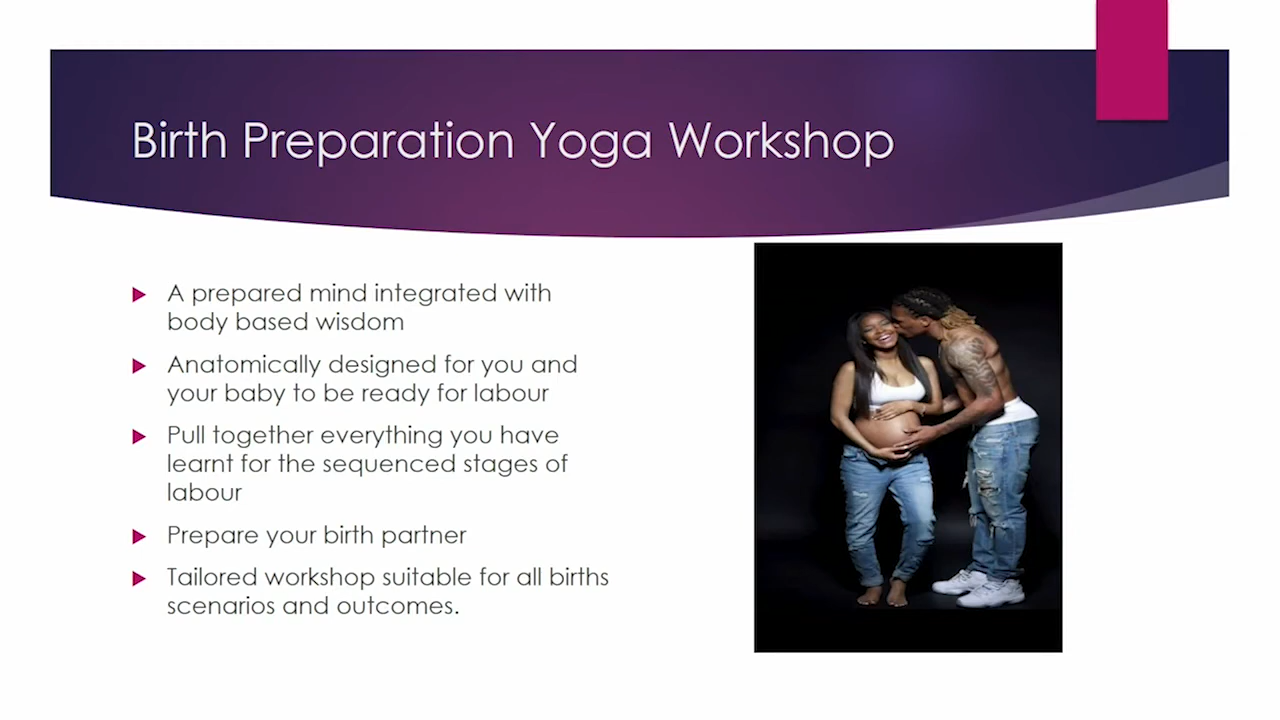 Birth Preparation Yoga Workshop
A prepared mind integrated with
body based wisdom
Anatomically designed for you and
your baby to be ready for labour
Pull together everything you have
learnt for the sequenced stages of
labour
Prepare your birth partner
Tailored workshop suitable for all births
scenarios and outcomes.